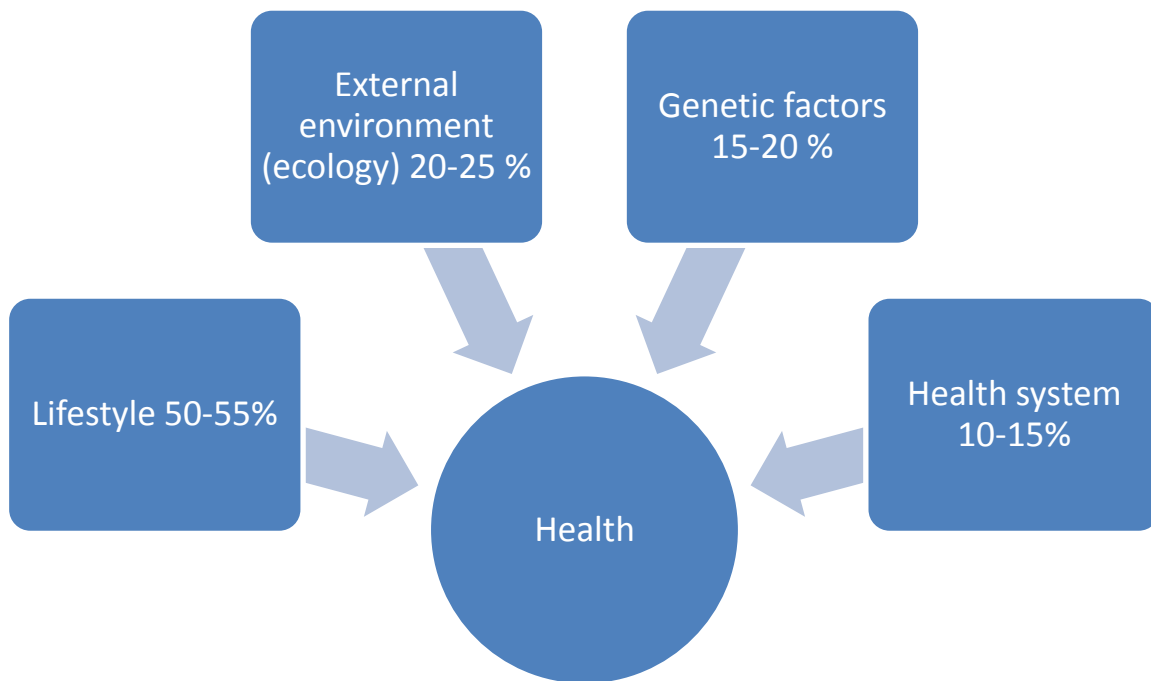 External
environment
(ecology) 20-25 %
Genetic factors
15-20 %
Lifestyle 50-55%
Health system
10-15%
Health